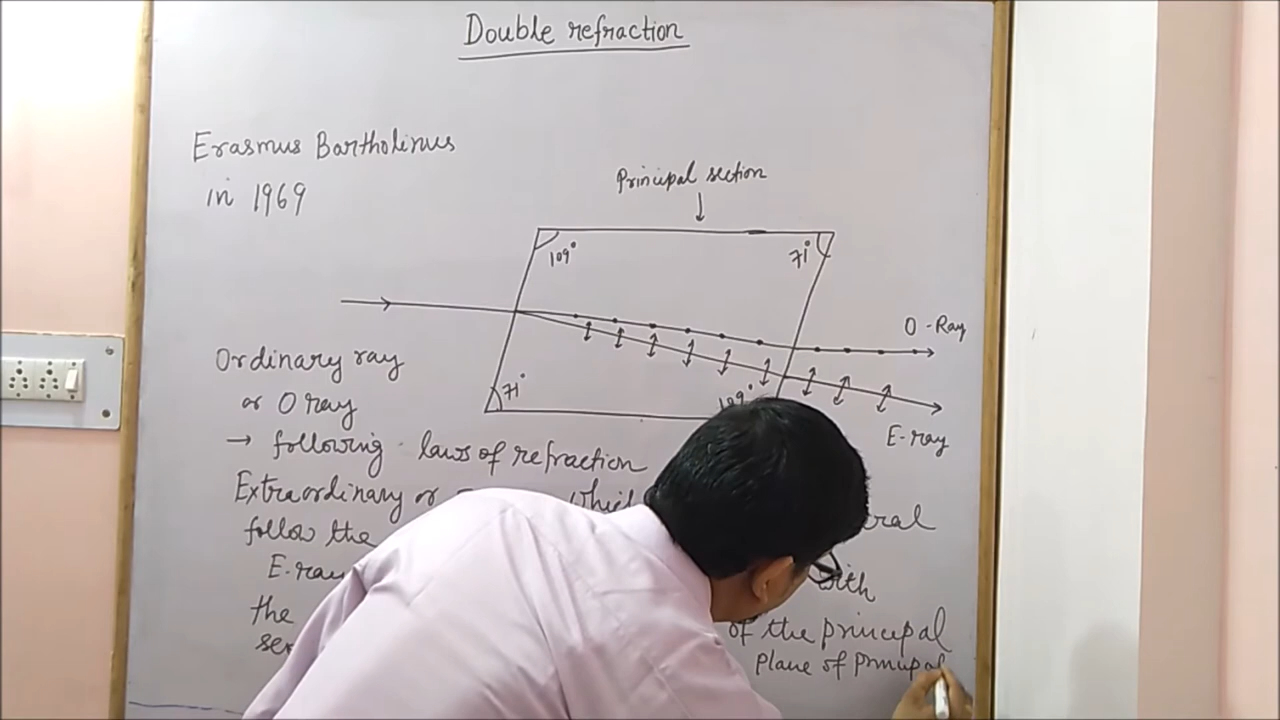 Double refraction
Erasmus Bartholinus
in 1969
Principal section
109°
71°
O-Ray
Ordinary ray
or O ray
71°
109°
E-ray
→ following laws of refraction
Extraordinary or
follow the
E-ray
with
the
of the principal
Plane of principal